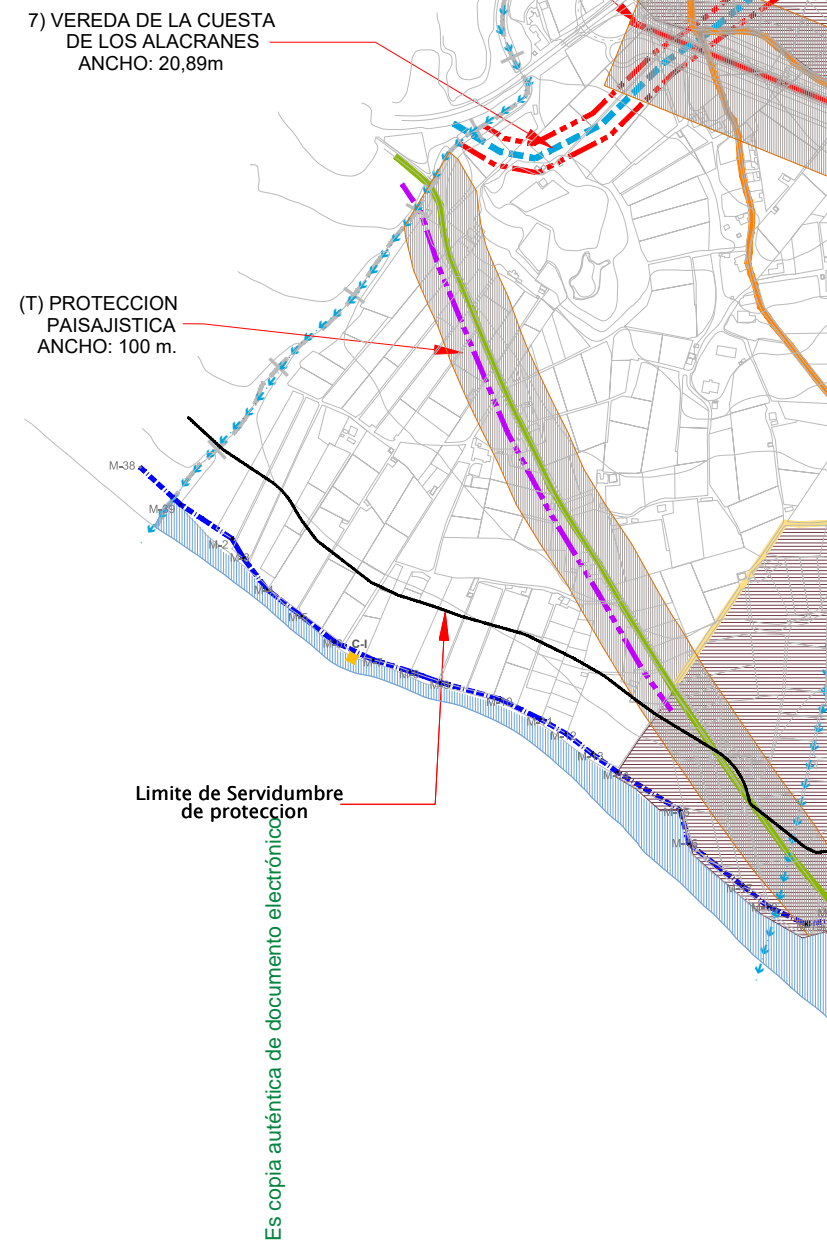 7) VEREDA DE LA CUESTA
DE LOS ALACRANES
ANCHO: 20,89m
(T) PROTECCION
PAISAJISTICA
ANCHO: 100 m.
M-38
M-39
M-2
C-I
Limite de Servidumbre
de proteccion
Es copia auténtica de documento electrónico